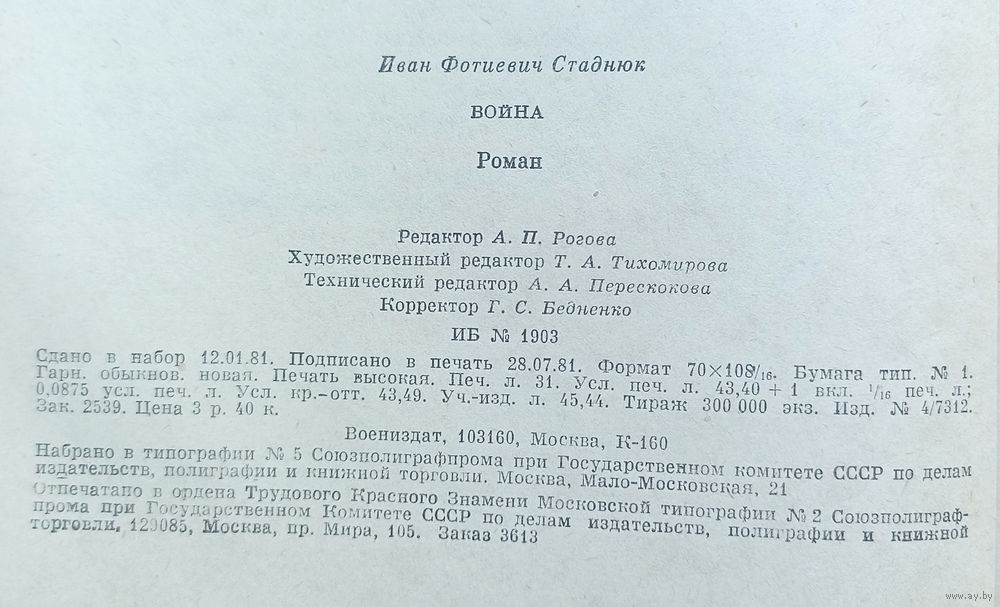 Иван Фотиевич Стаднюк
ВОЙНА
Роман
Редактор А. П. Рогова
Художественный редактор Т. А. Тихомирова
Технический редактор А. А. Перескокова
Корректор Г. С. Бедненко
ИБ № 1903
Сдано в набор 12.01.81. Подписано в печать 28.07.81. Формат 70×108¹/₁₆. Бумага тип. № 1.
Гарн. обыкнов. новая. Печать высокая. Печ. л. 31. Усл. печ. л. 43,40 + 1 вкл. ¹/₁₆ печ. л.;
0,0875 усл. печ. л. Усл. кр.-отт. 43,49. Уч.-изд. л. 45,44. Тираж 300 000 экз. Изд. № 4/7312.
Зак. 2539. Цена 3 р. 40 к.
Воениздат, 103160, Москва, К-160
Набрано в типографии № 5 Союзполиграфпрома при Государственном комитете СССР по делам
издательств, полиграфии и книжной торговли. Москва, Мало-Московская, 21
Отпечатано в ордена Трудового Красного Знамени Московской типографии № 2 Союзполиграф-
прома при Государственном Комитете СССР по делам издательств, полиграфии и книжной
торговли, 129085, Москва, пр. Мира, 105. Заказ 3613
www.ay.by